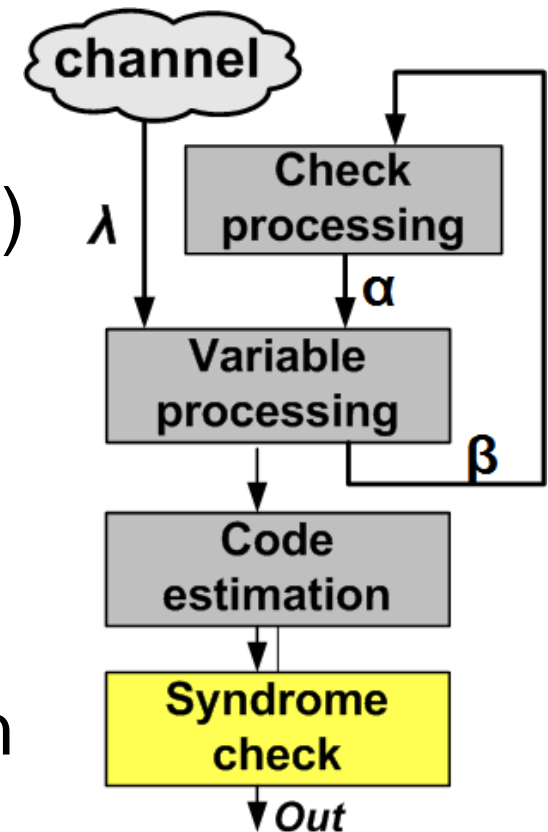 channel
)
Check
processing
λ
α
Variable
processing
β
Code
estimation
Syndrome
n
check
Out